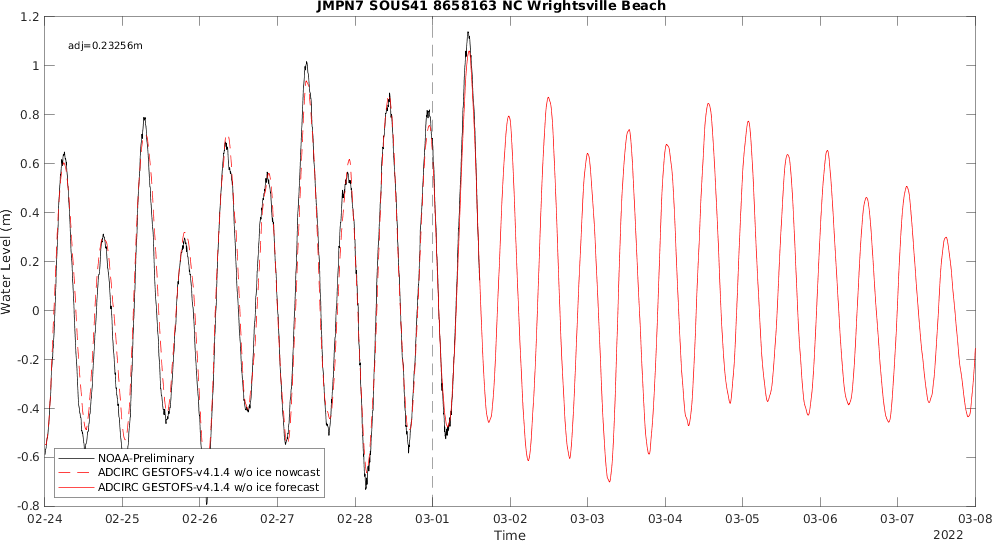 JMPN7 SOUS41 8658163 NC Wrightsville Beach
adj=0.23256m
1.2
1
0.8
0.6
0.4
0.2
0
-0.2
-0.4
-0.6
-0.8
Water Level (m)
NOAA-Preliminary
ADCIRC GESTOFS-v4.1.4 w/o ice nowcast
ADCIRC GESTOFS-v4.1.4 w/o ice forecast
02-24 02-25 02-26 02-27 02-28 03-01 03-02 03-03 03-04 03-05 03-06 03-07 03-08
Time
2022